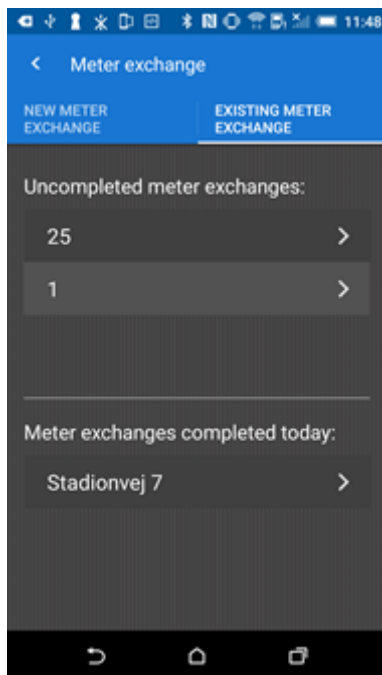 11:48
Meter exchange
NEW METER
EXCHANGE
EXISTING METER
EXCHANGE
Uncompleted meter exchanges:
25
1
Meter exchanges completed today:
Stadionvej 7